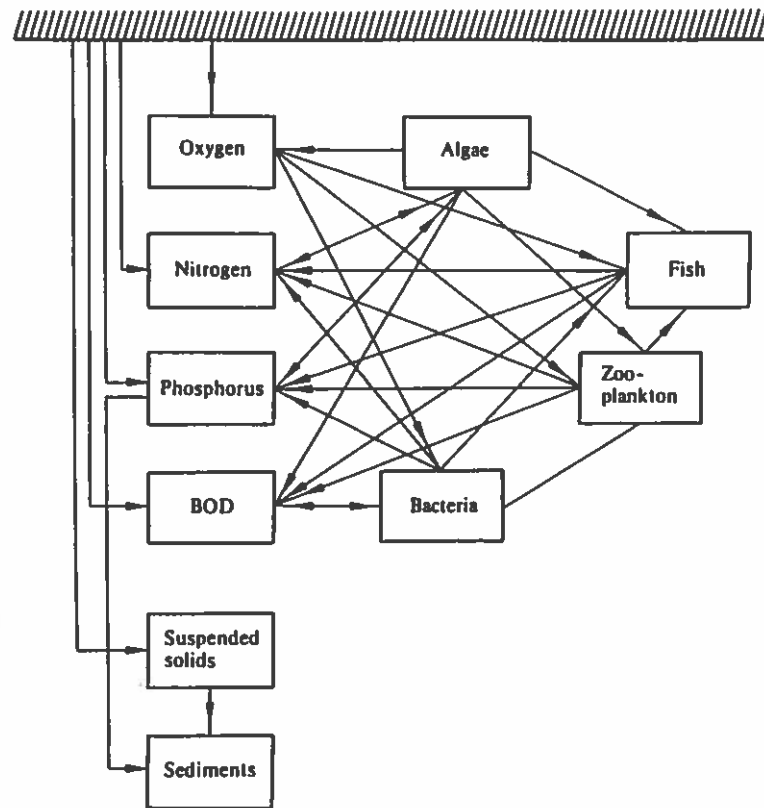 Oxygen
Algae
Nitrogen
Fish
Phosphorus
Zoo-
plankton
BOD
Bacteria
Suspended
solids
Sediments